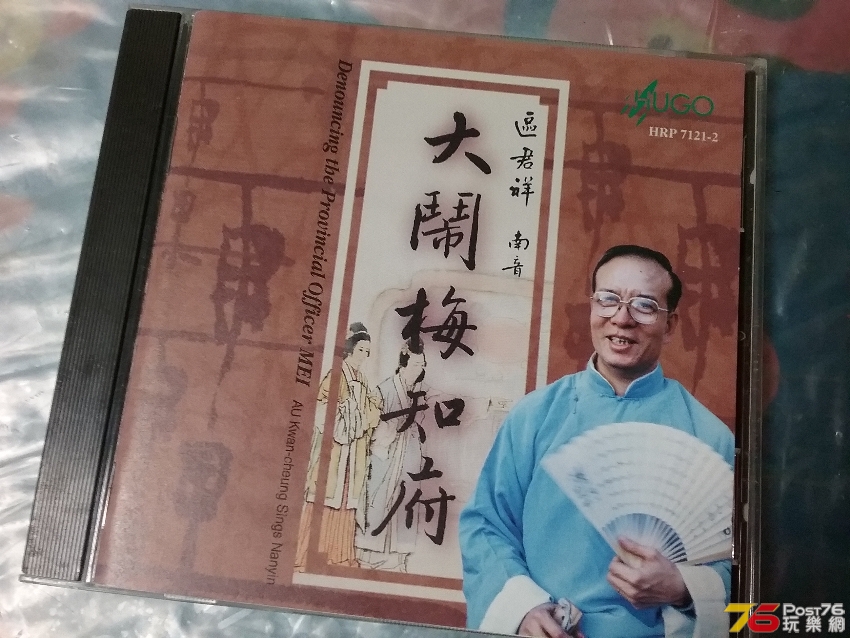 HUGO
HRP 7121-2
區君祥 南音
大鬧梅知府
Denouncing the Provincial Officer MEI
AU Kwan-cheung Sings Nanyin
76 Post76
玩樂網